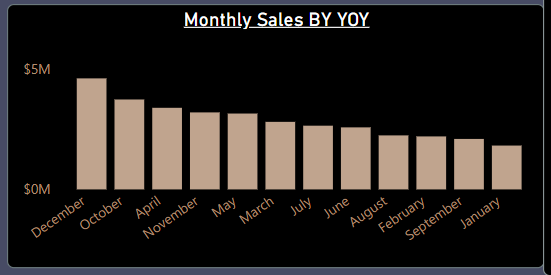 Monthly Sales BY YOY
$5M
$0M
December
October
April
November
May
March
July
June
August
February
September
January